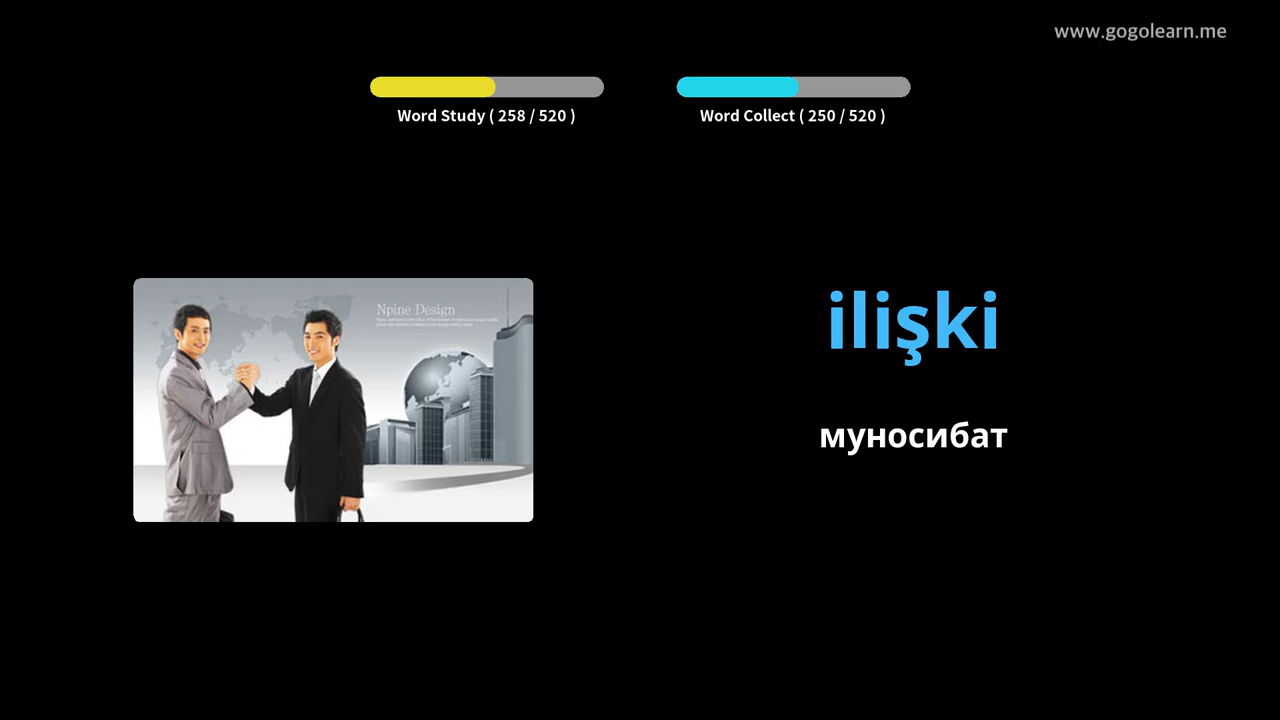 www.gogolearn.me
Word Study ( 258 / 520 )
Word Collect ( 250 / 520 )
Npine Design
ilişki
муносибат